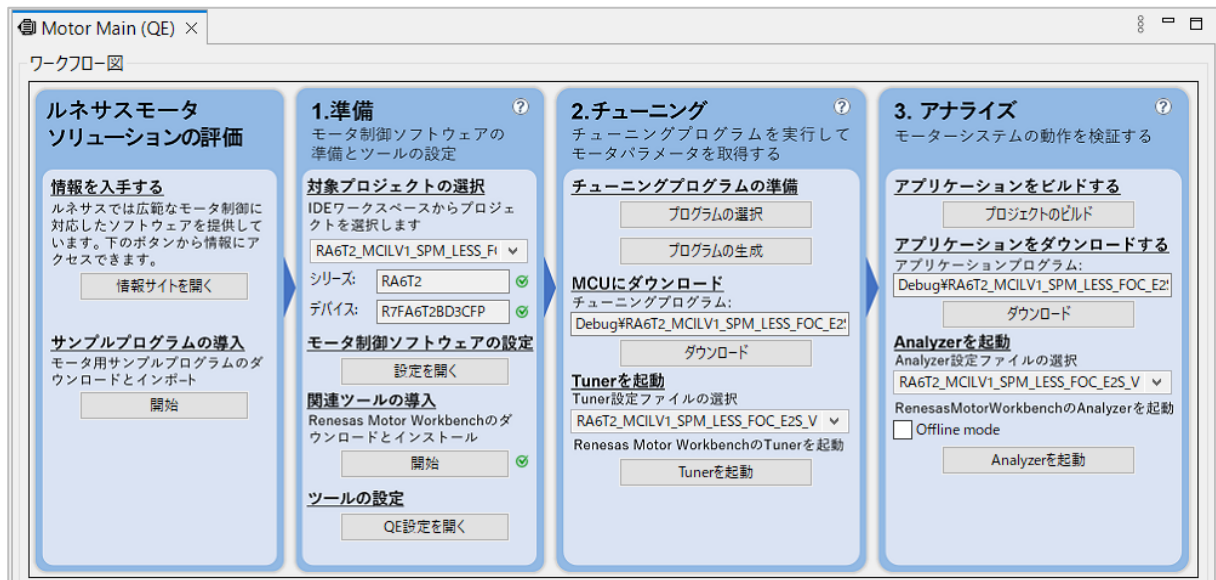 Motor Main (QE)
ワークフロー図
ルネサスモータ
ソリューションの評価
情報を入手する
ルネサスでは広範なモータ制御に
対応したソフトウェアを提供して
います。下のボタンから情報にア
クセスできます。
情報サイトを開く
サンプルプログラムの導入
モータ用サンプルプログラムのダ
ウンロードとインポート
開始
1.準備
モータ制御ソフトウェアの
準備とツールの設定
対象プロジェクトの選択
IDEワークスペースからプロジェ
クトを選択します
RA6T2_MCILV1_SPM_LESS_F(
シリーズ: RA6T2
デバイス: R7FA6T2BD3CFP
モータ制御ソフトウェアの設定
設定を開く
関連ツールの導入
Renesas Motor Workbenchのダ
ウンロードとインストール
開始
ツールの設定
QE設定を開く
2.チューニング
チューニングプログラムを実行して
モータパラメータを取得する
チューニングプログラムの準備
プログラムの選択
プログラムの生成
MCUにダウンロード
チューニングプログラム:
Debug¥RA6T2_MCILV1_SPM_LESS_FOC_E2S
ダウンロード
Tunerを起動
Tuner設定ファイルの選択
RA6T2_MCILV1_SPM_LESS_FOC_E2S_V
Renesas Motor WorkbenchのTunerを起動
Tunerを起動
3. アナライズ
モーターシステムの動作を検証する
アプリケーションをビルドする
プロジェクトのビルド
アプリケーションをダウンロードする
アプリケーションプログラム:
Debug¥RA6T2_MCILV1_SPM_LESS_FOC_E2S
ダウンロード
Analyzerを起動
Analyzer設定ファイルの選択
RA6T2_MCILV1_SPM_LESS_FOC_E2S_V
RenesasMotorWorkbenchのAnalyzerを起動
Offline mode
Analyzerを起動